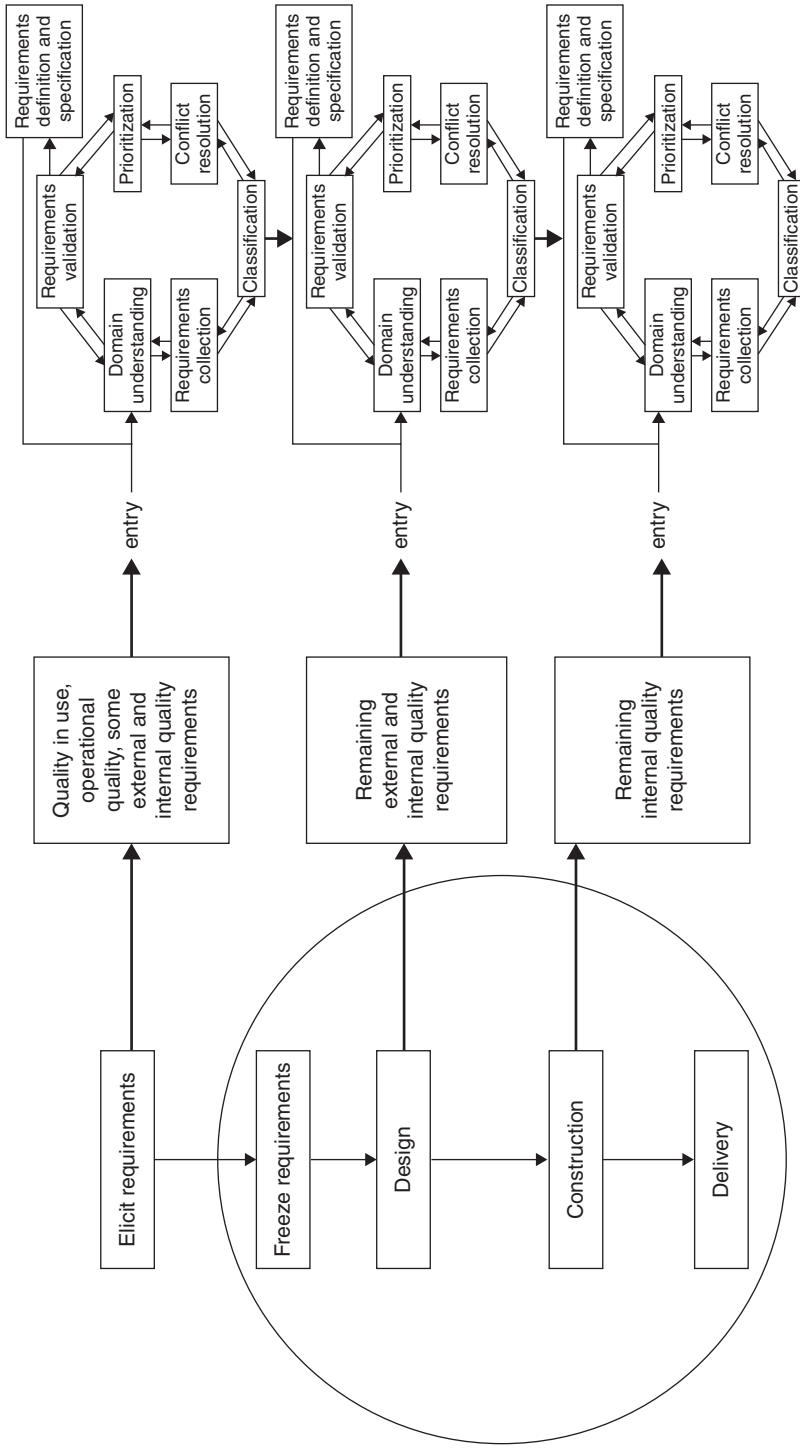 Elicit requirements
Freeze requirements
Design
Construction
Delivery
Quality in use,
operational
quality, some
external and
internal quality
requirements
Remaining
external and
internal quality
requirements
Remaining
internal quality
requirements
entry
Domain
understanding
Requirements
collection
Requirements
validation
Classification
Prioritization
Conflict
resolution
Requirements
definition and
specification
entry
Domain
understanding
Requirements
collection
Requirements
validation
Classification
Prioritization
Conflict
resolution
Requirements
definition and
specification
entry
Domain
understanding
Requirements
collection
Requirements
validation
Classification
Prioritization
Conflict
resolution
Requirements
definition and
specification